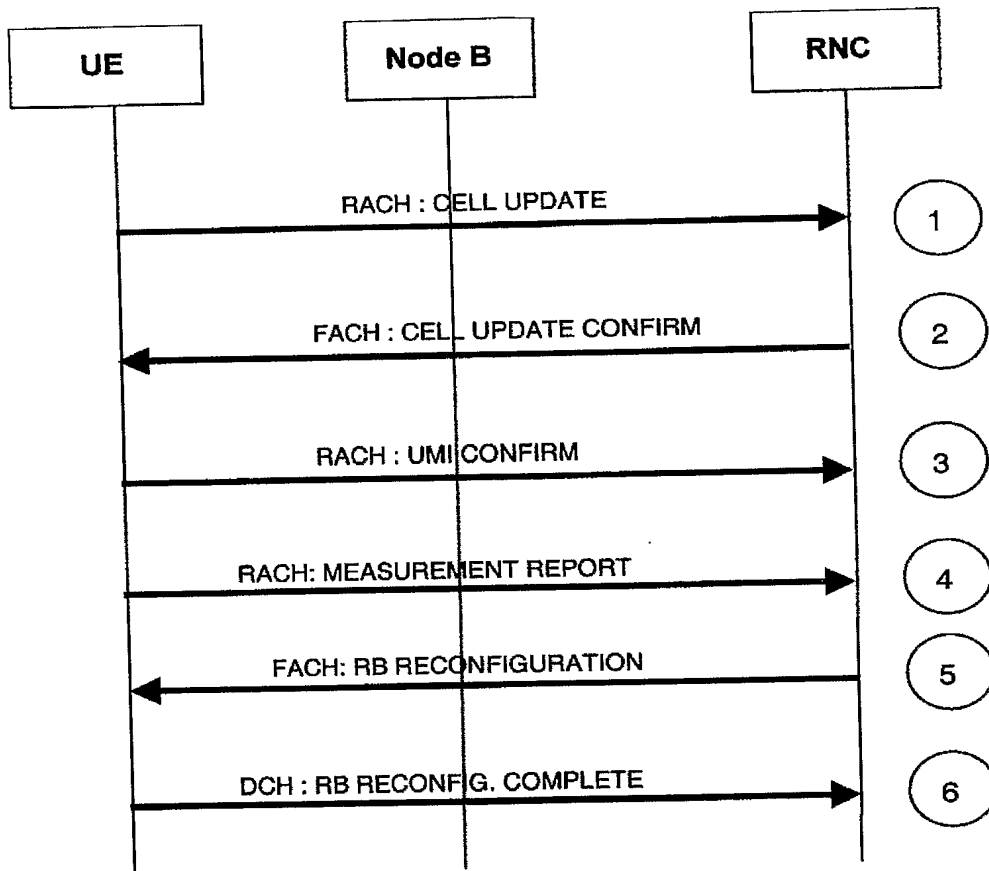 UE
Node B
RNC
RACH : CELL UPDATE
1
FACH : CELL UPDATE CONFIRM
2
RACH : UMI CONFIRM
3
RACH: MEASUREMENT REPORT
4
FACH: RB RECONFIGURATION
5
DCH : RB RECONFIG. COMPLETE
6